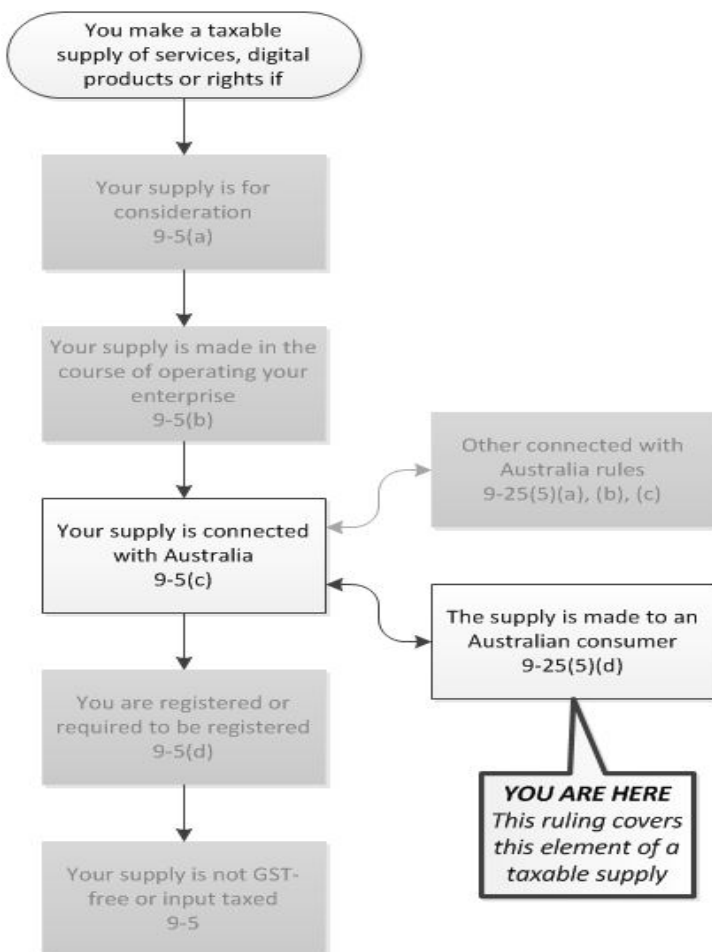 You make a taxable
supply of services, digital
products or rights if
Your supply is for
consideration
9-5(a)
Your supply is made in the
course of operating your
enterprise
9-5(b)
Other connected with
Australia rules
9-25(5)(a), (b), (c)
Your supply is connected
with Australia
9-5(c)
The supply is made to an
Australian consumer
9-25(5)(d)
You are registered or
required to be registered
9-5(d)
YOU ARE HERE
This ruling covers
this element of a
taxable supply
Your supply is not GST-
free or input taxed
9-5